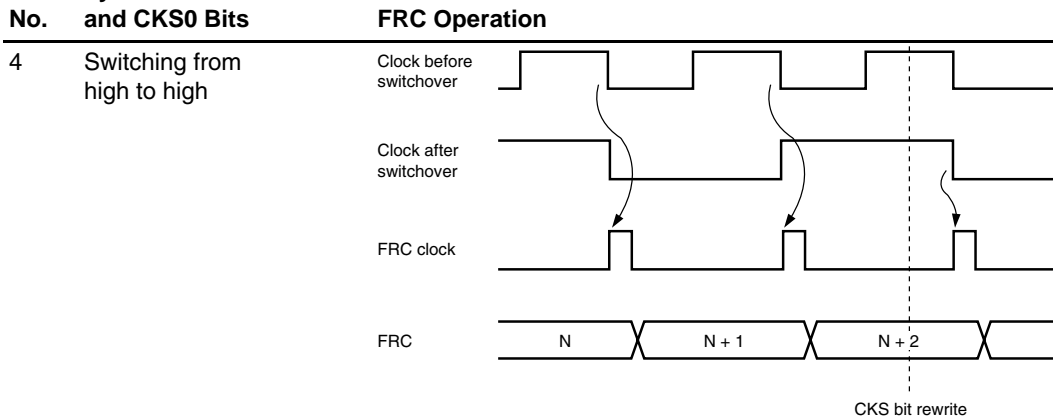 No. and CKS0 Bits FRC Operation
4 Switching from
high to high
Clock before
switchover
Clock after
switchover
FRC clock
FRC N N + 1 N + 2
CKS bit rewrite